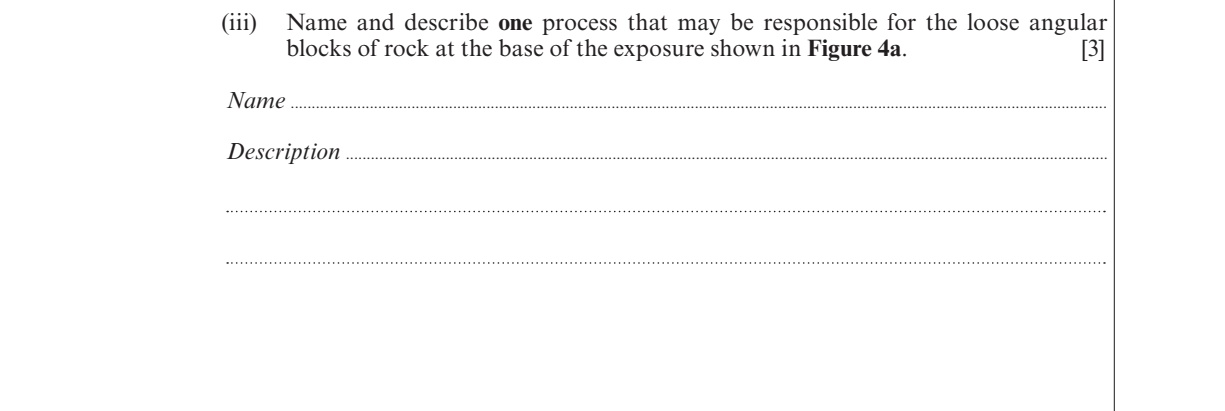 (iii) Name and describe one process that may be responsible for the loose angular
blocks of rock at the base of the exposure shown in Figure 4a. [3]
Name
Description